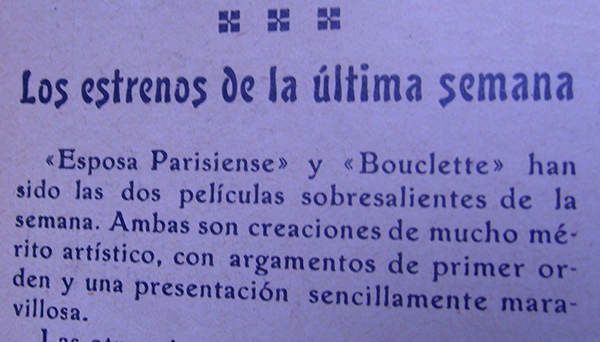 Los estrenos de la última semana
«Esposa Parisiense» y «Bouclette» han
sido las dos películas sobresalientes de la
semana. Ambas son creaciones de mucho mé-
rito artístico, con argumentos de primer or-
den y una presentación sencillamente mara-
villosa.